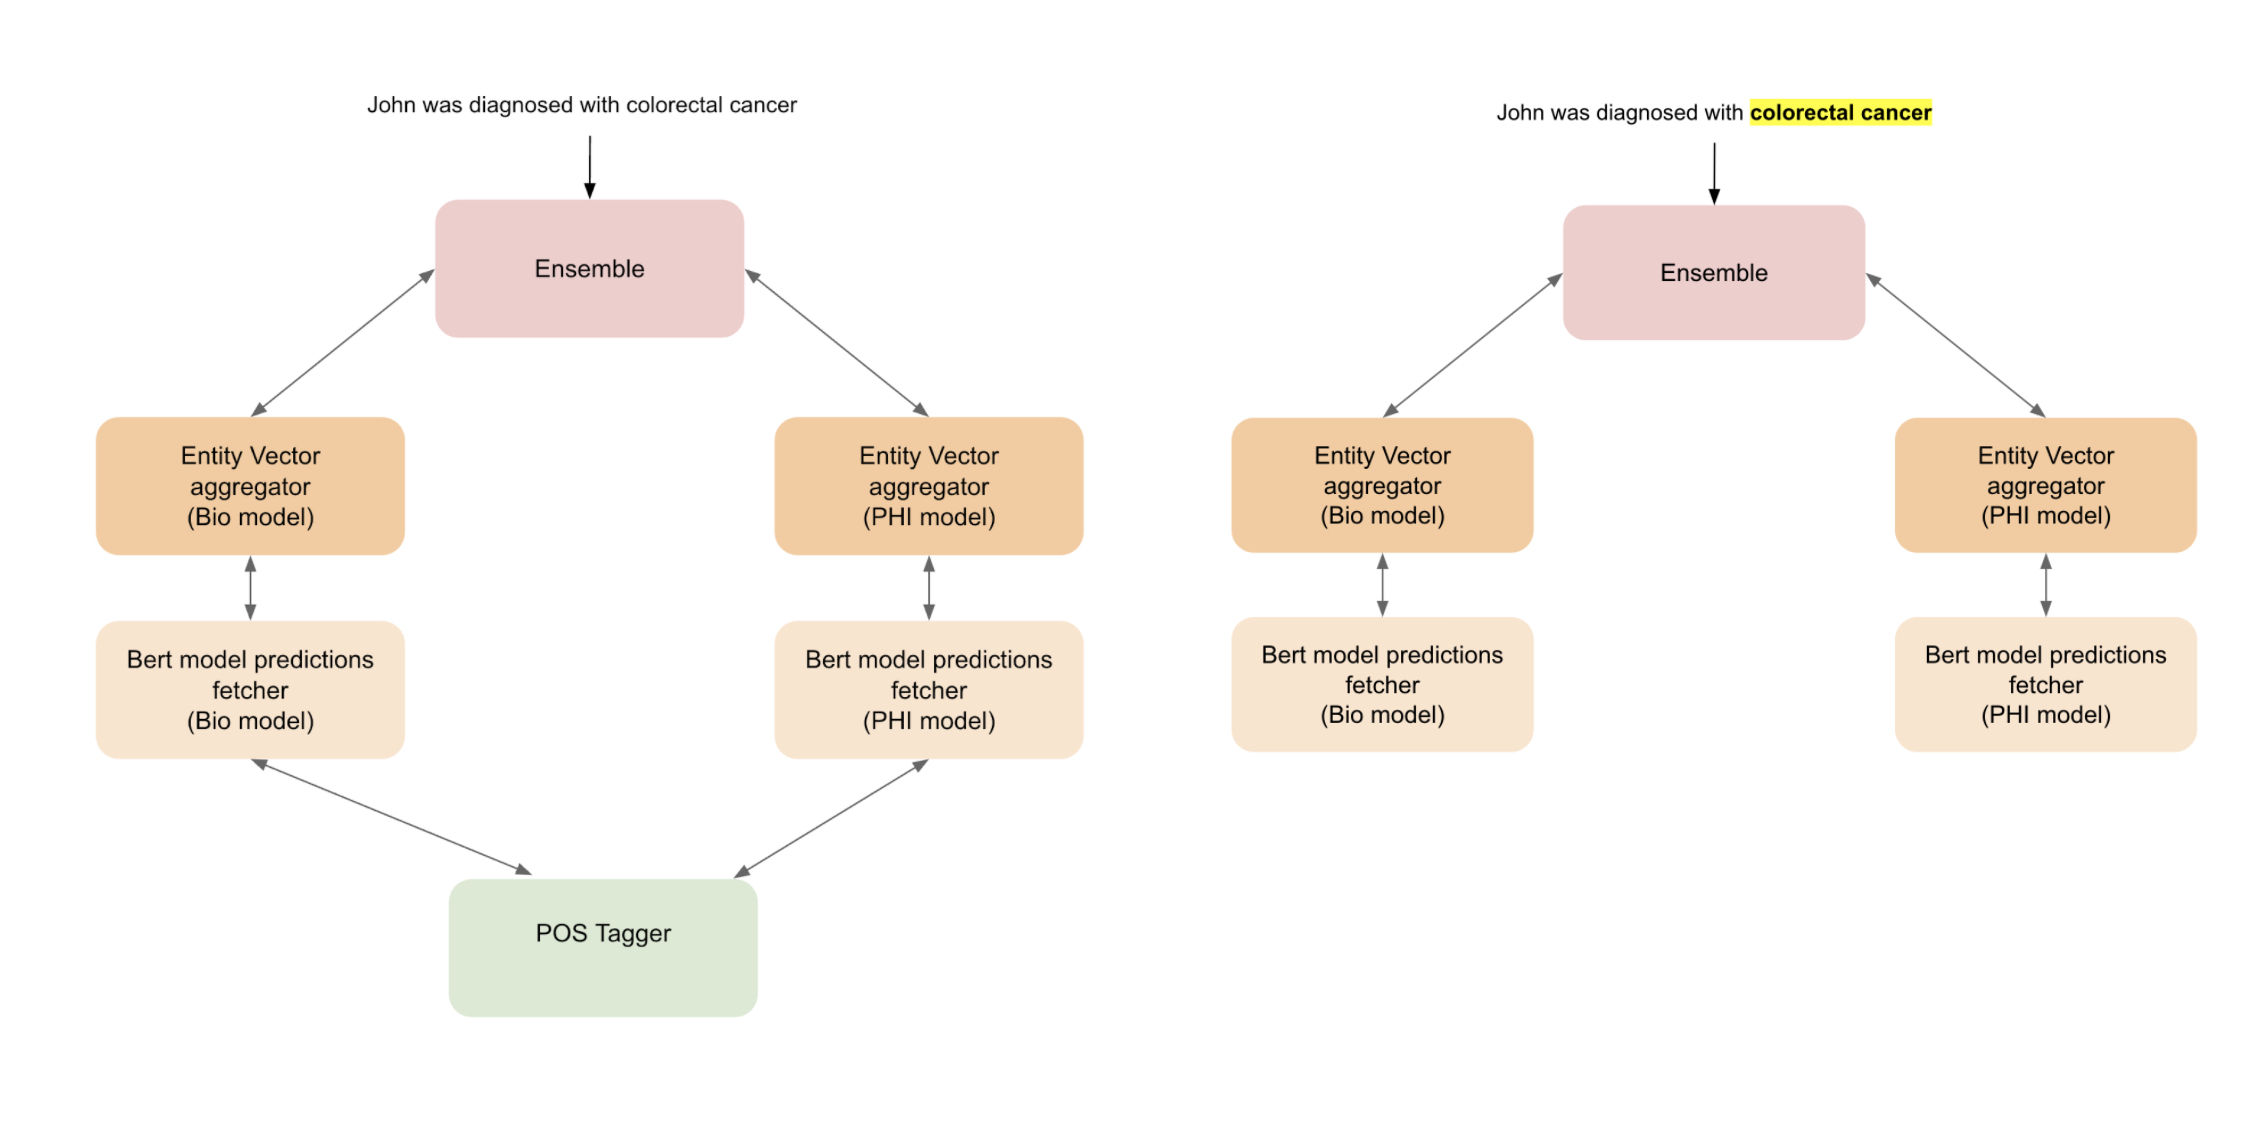 John was diagnosed with colorectal cancer
Ensemble
Entity Vector
aggregator
(Bio model)
Entity Vector
aggregator
(PHI model)
Bert model predictions
fetcher
(Bio model)
Bert model predictions
fetcher
(PHI model)
POS Tagger
John was diagnosed with colorectal cancer
Ensemble
Entity Vector
aggregator
(Bio model)
Entity Vector
aggregator
(PHI model)
Bert model predictions
fetcher
(Bio model)
Bert model predictions
fetcher
(PHI model)